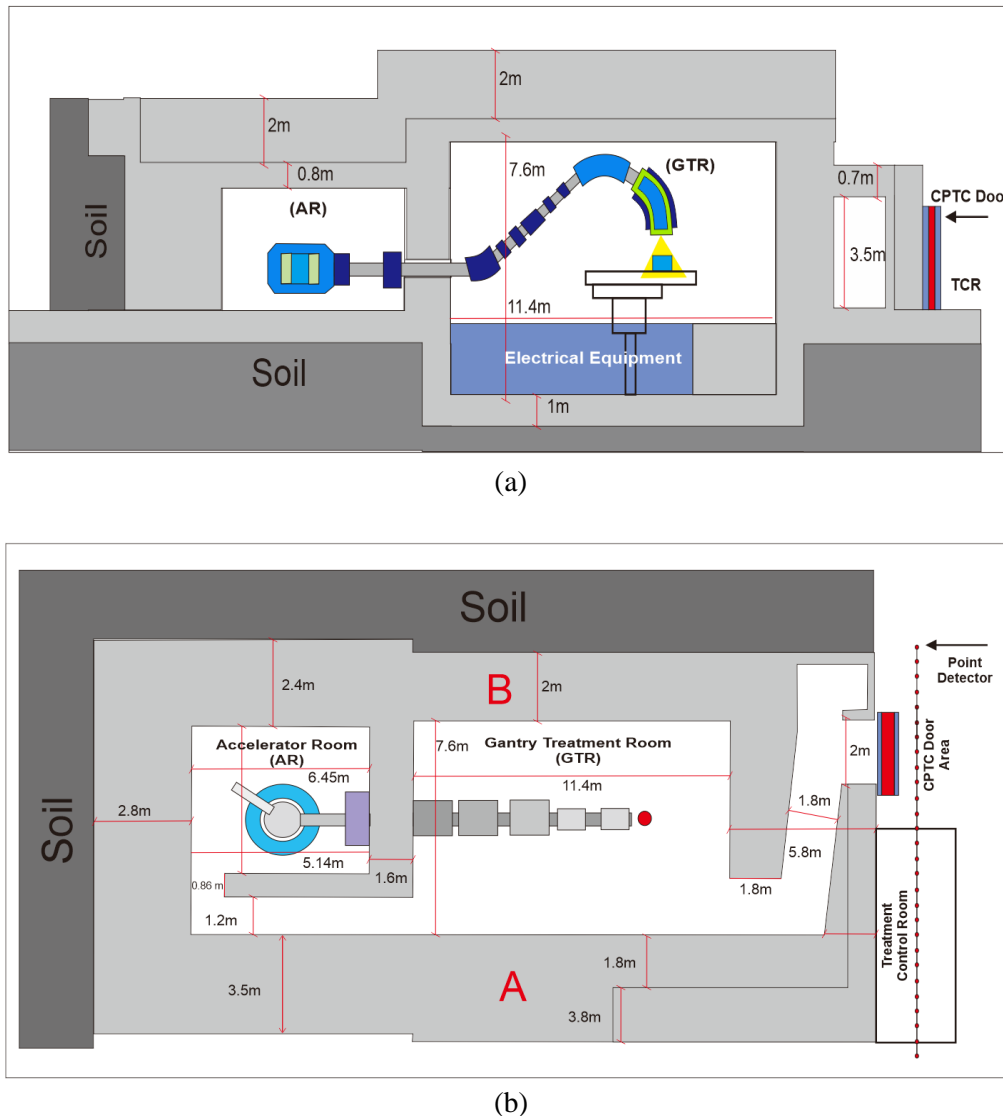 2m
2m
7.6m
(GTR)
0.8m
0.7m
CPTC Door
(AR)
Soil
3.5m
TCR
11.4m
Electrical Equipment
Soil
1m
(a)
Soil
Point
Detector
B
2.4m
2m
Accelerator Room
(AR)
7.6m
Gantry Treatment Room
(GTR)
2m
CPTC Door
Area
6.45m
11.4m
2.8m
1.8m
Soil
5.14m
5.8m
1.6m
0.86 m
1.8m
1.2m
Treatment
Control Room
1.8m
3.5m
A
3.8m
(b)